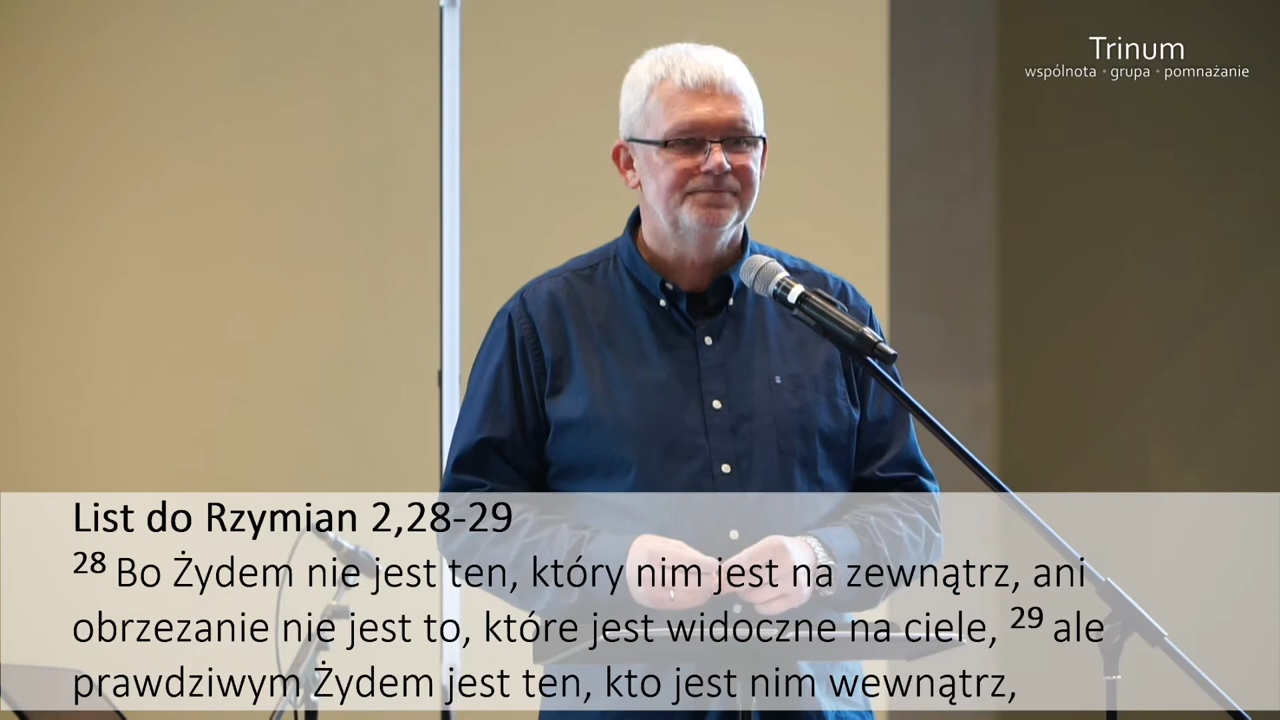 Trinum
wspólnota • grupa • pomnażanie
List do Rzymian 2,28-29
28 Bo Żydem nie jest ten, który nim jest na zewnątrz, ani
obrzezanie nie jest to, które jest widoczne na ciele, 29 ale
prawdziwym Żydem jest ten, kto jest nim wewnątrz,